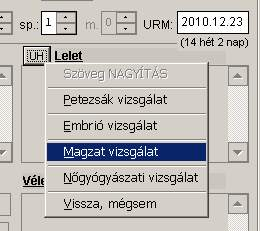 sp.: 1 m. 0 URM: 2010.12.23
(14 hét 2 nap)
UH Lelet
Szöveg NAGYÍTÁS
Petezsák vizsgálat
Embrió vizsgálat
Magzat vizsgálat
Nőgyógyászati vizsgálat
Vissza, mégsem
Véle